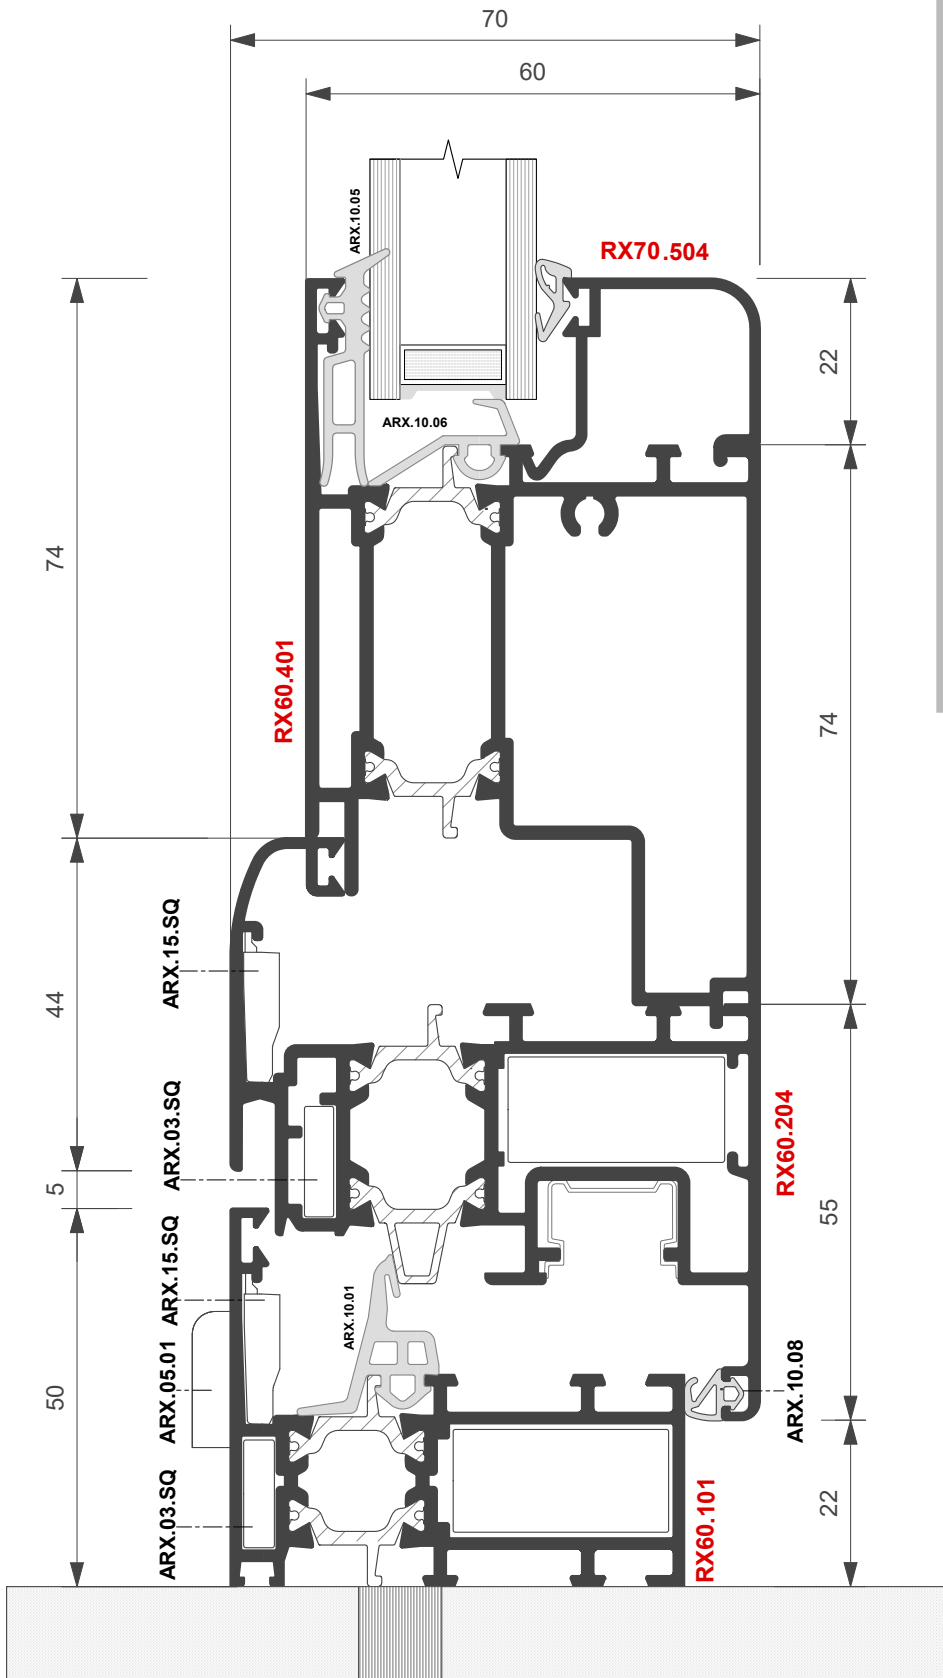 70
60
ARX.10.05
RX70.504
22
ARX.10.06
74
RX60.401
74
ARX.15.SQ
44
ARX.03.SQ
RX60.204
5
55
ARX.15.SQ
ARX.10.01
ARX.05.01
50
ARX.10.08
ARX.03.SQ
22
RX60.101